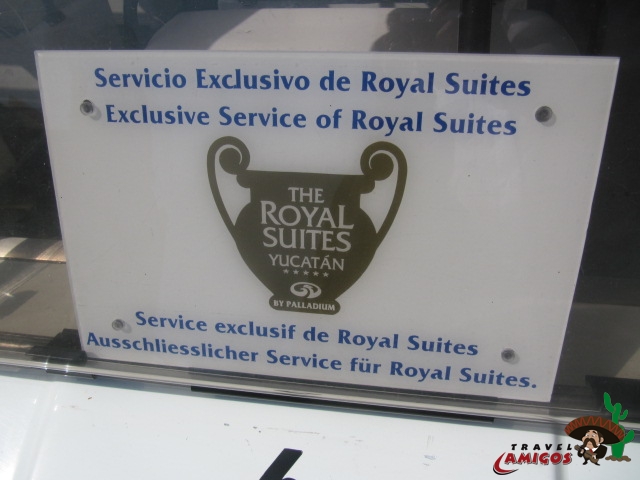 Servicio Exclusivo de Royal Suites
Exclusive Service of Royal Suites
THE
ROYAL
SUITES
YUCATÁN
BY PALLADIUM
Service exclusif de Royal Suites
Ausschliesslicher Service für Royal Suites.
6
TRAVEL
AMIGOS